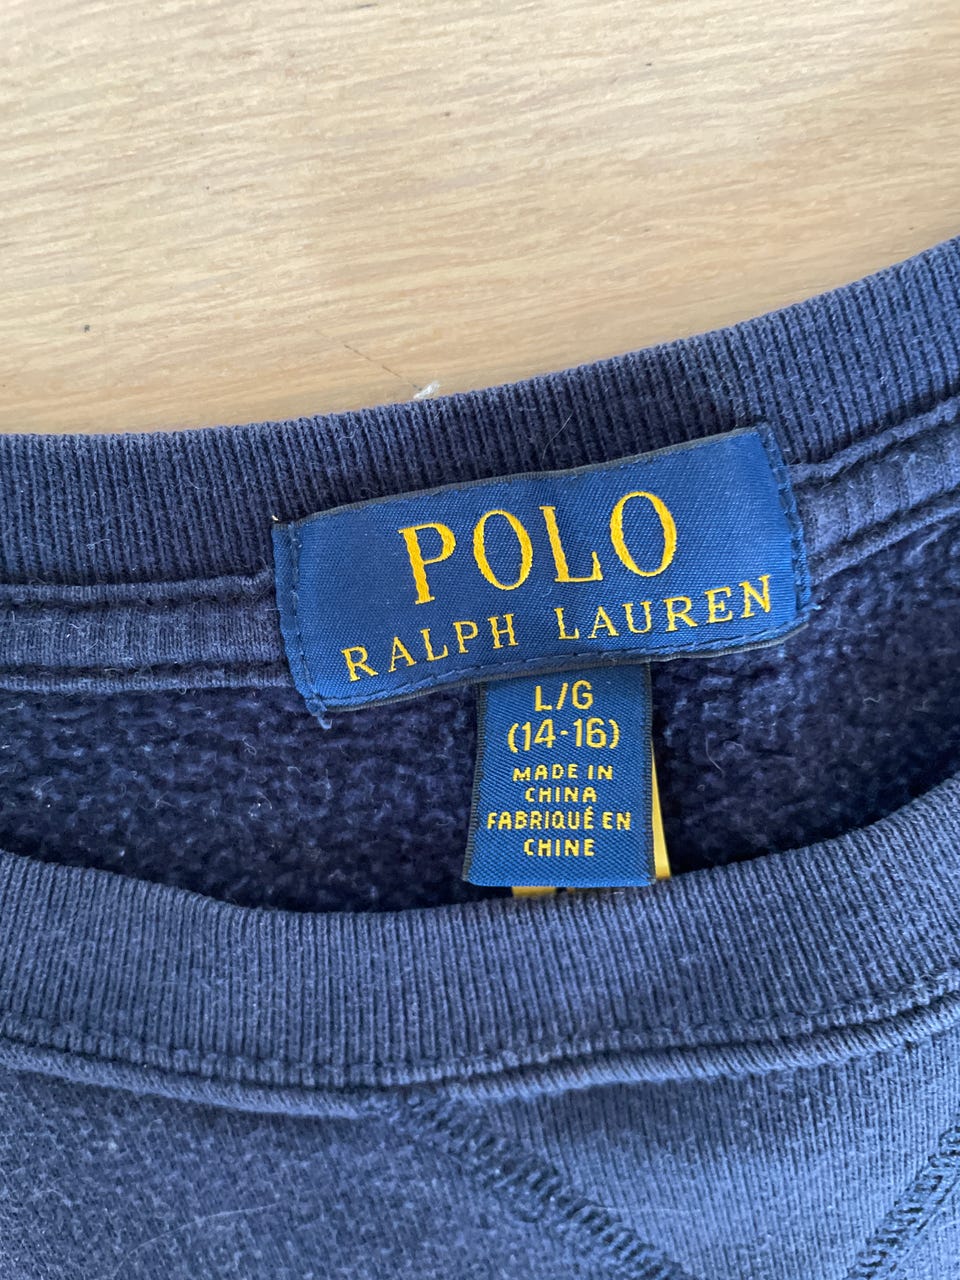 POLO
RALPH LAUREN
L/G
(14-16)
MADE IN
CHINA
FABRIQUÉ EN
CHINE